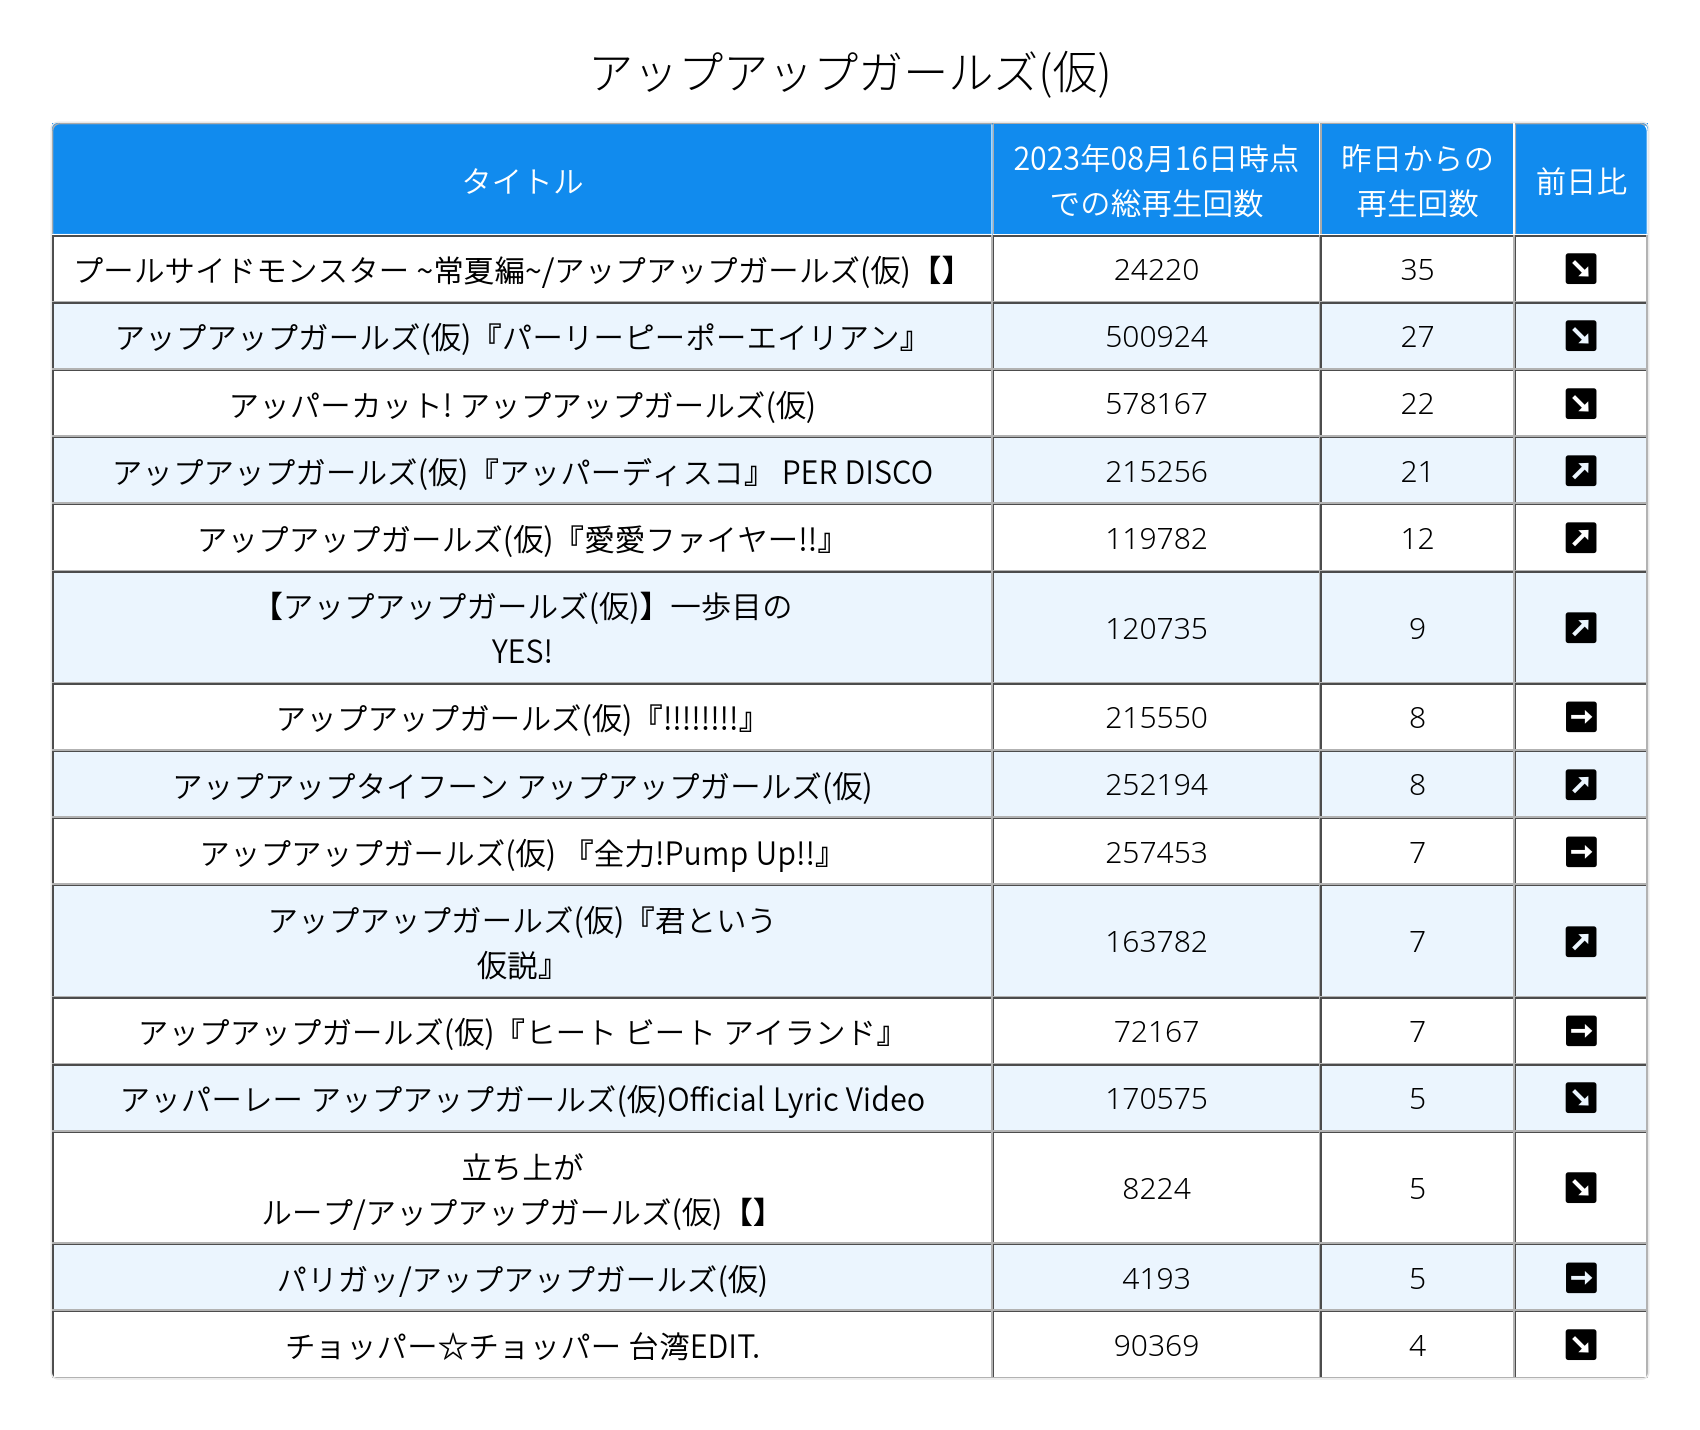 アップアップガールズ(仮)
タイトル 2023年08月16日時点 昨日からの 前日比
での総再生回数 再生回数
プールサイドモンスター ~常夏編~/アップアップガールズ(仮)【】 24220 35 ↘
アップアップガールズ(仮)『パーリーピーポーエイリアン』 500924 27 ↘
アッパーカット! アップアップガールズ(仮) 578167 22 ↘
アップアップガールズ(仮)『アッパーディスコ』 PER DISCO 215256 21 ↗
アップアップガールズ(仮)『愛愛ファイヤー!!』 119782 12 ↗
【アップアップガールズ(仮)】一歩目の
YES! 120735 9 ↗
アップアップガールズ(仮)『!!!!!!!!』 215550 8 →
アップアップタイフーン アップアップガールズ(仮) 252194 8 ↗
アップアップガールズ(仮) 『全力!Pump Up!!』 257453 7 →
アップアップガールズ(仮)『君という
仮説』 163782 7 ↗
アップアップガールズ(仮)『ヒート ビート アイランド』 72167 7 →
アッパーレー アップアップガールズ(仮)Official Lyric Video 170575 5 ↘
立ち上が
ループ/アップアップガールズ(仮)【】 8224 5 ↘
パリガッ/アップアップガールズ(仮) 4193 5 →
チョッパー☆チョッパー 台湾EDIT. 90369 4 ↘